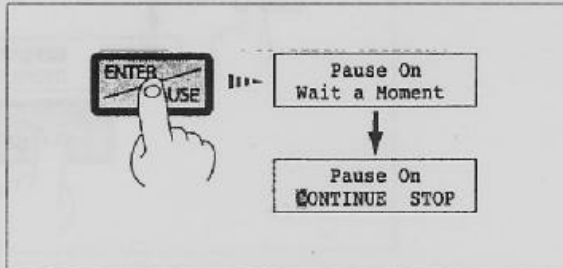 ENTER
USE
Pause On
Wait a Moment
Pause On
CONTINUE STOP